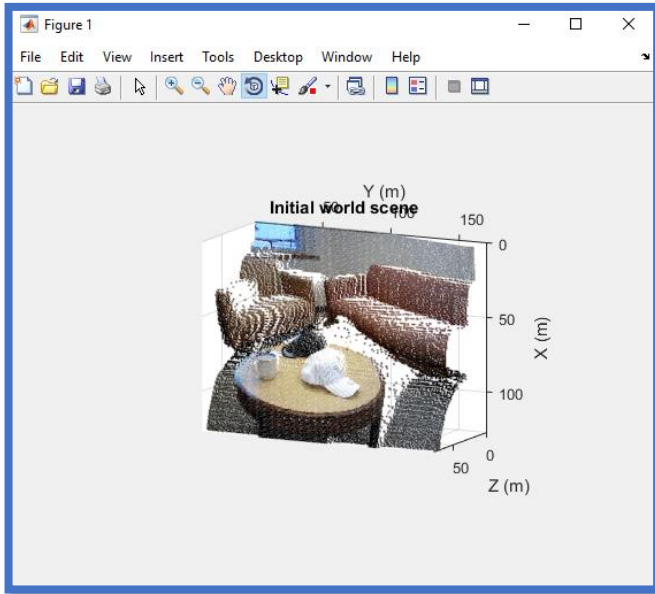 Figure 1
File Edit View Insert Tools Desktop Window Help
Y (m)
Initial world scene
50 100 150
0
50
X (m)
100
0
50
Z (m)